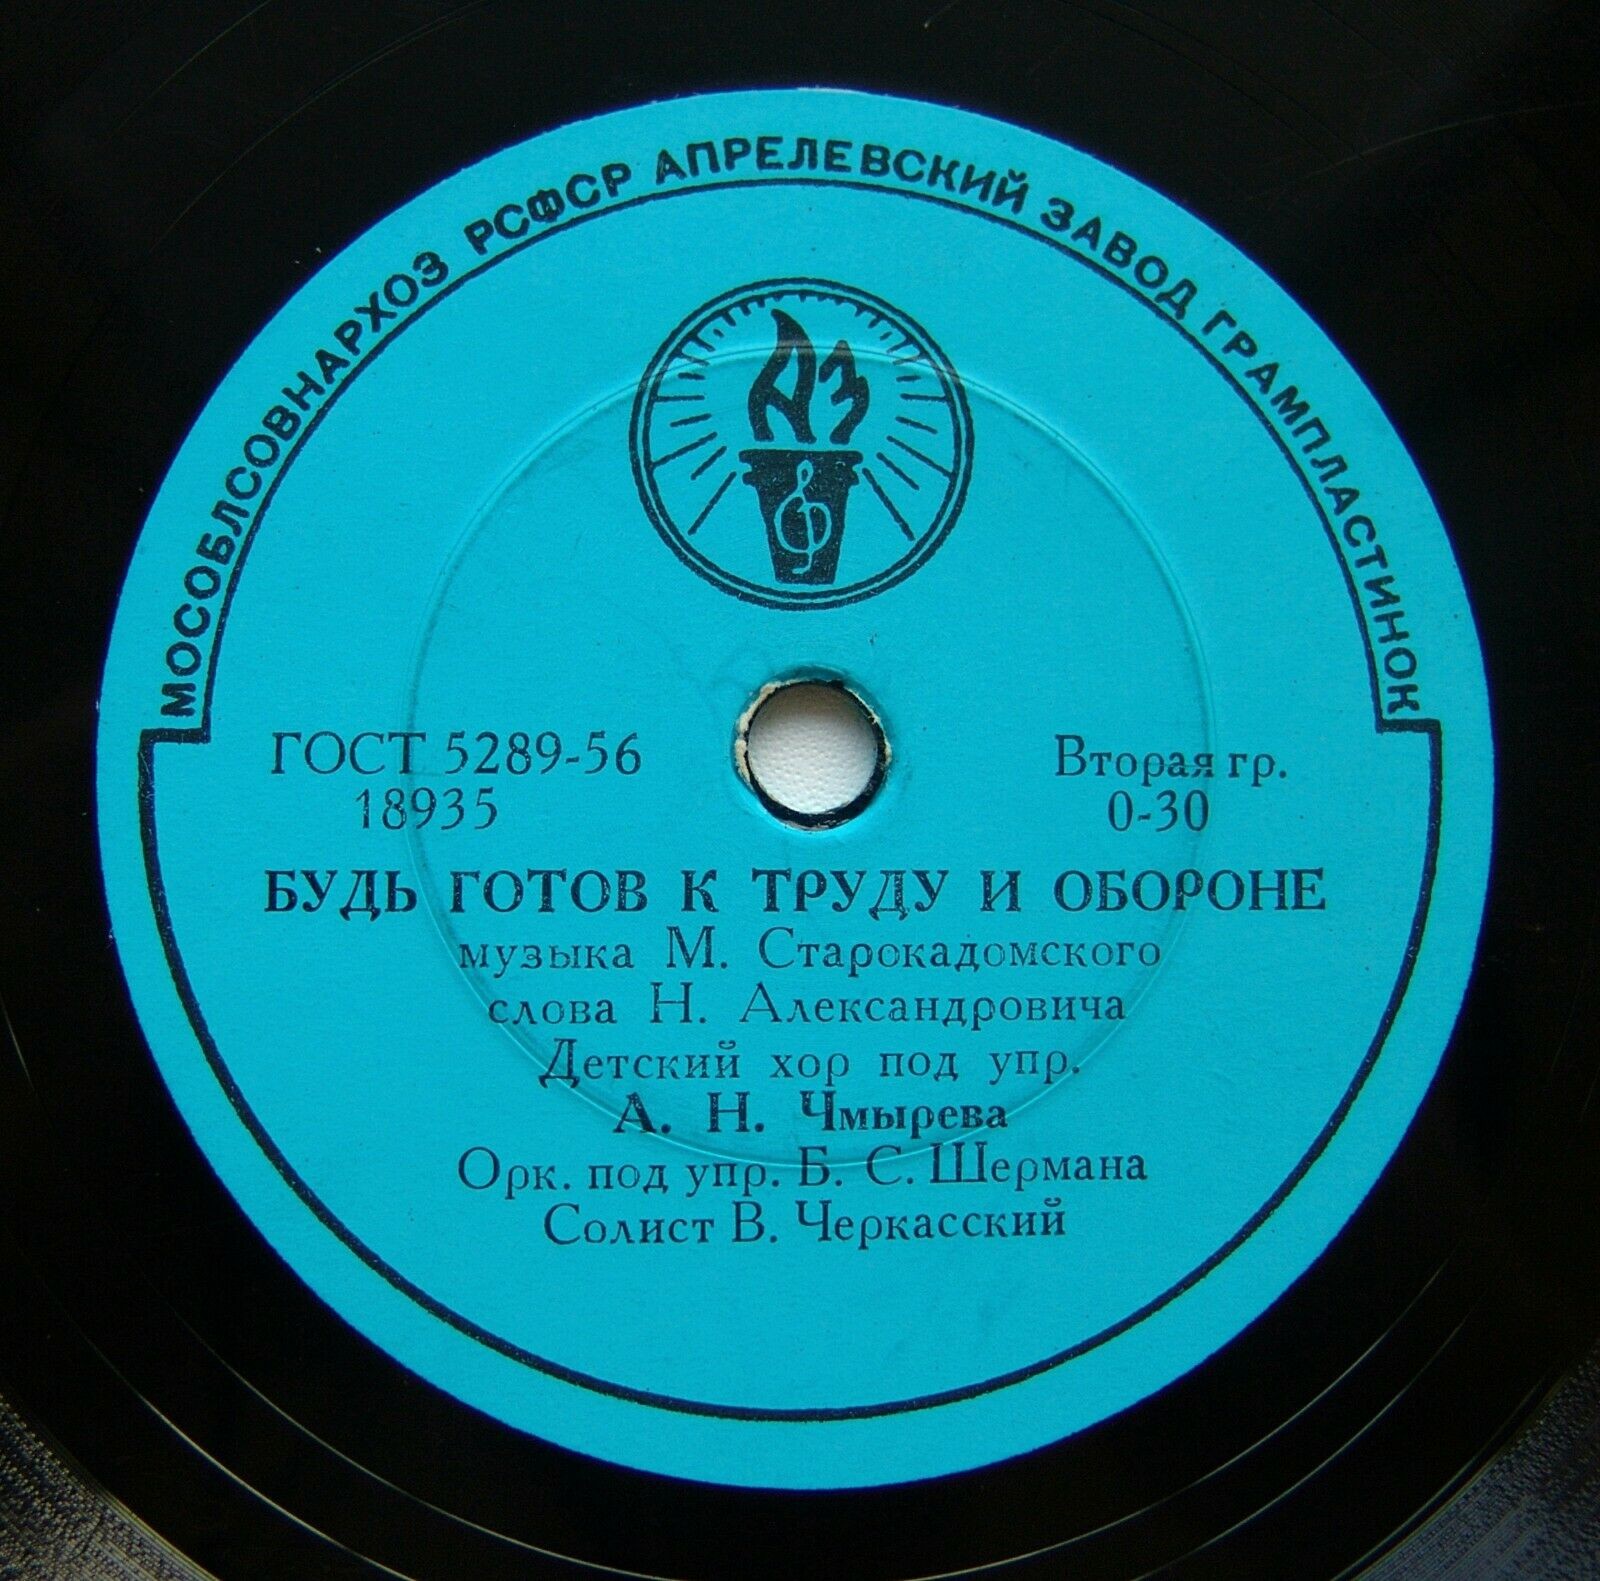 МОСОБЛСОВНАРХОЗ РСФСР АПРЕЛЕВСКИЙ ЗАВОД ГРАМПЛАСТИНОК
АЗ
ГОСТ 5289-56
18935
Вторая гр.
0-30
БУДЬ ГОТОВ К ТРУДУ И ОБОРОНЕ
музыка М. Старокадомского
слова Н. Александровича
Детский хор под упр.
А. Н. Чмырева
Орк. под упр. Б. С. Шермана
Солист В. Черкасский